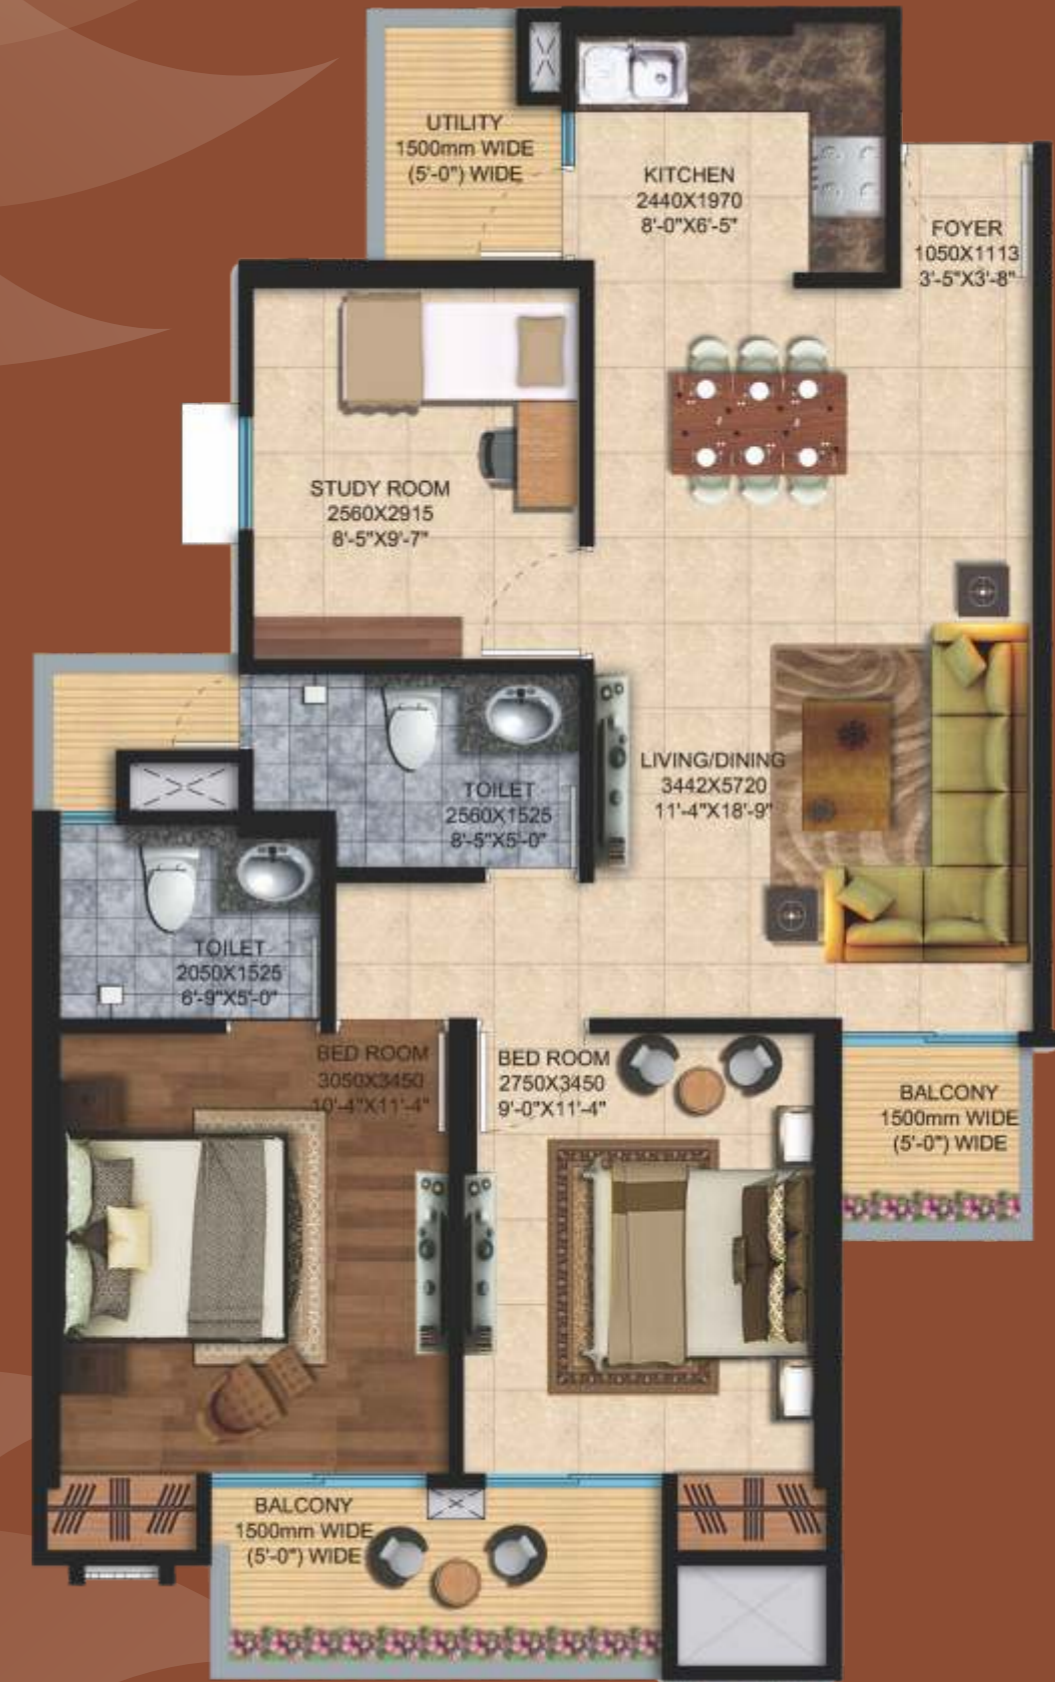 UTILITY
1500mm WIDE
(5'-0") WIDE
KITCHEN
2440X1970
8'-0"X6'-5"
FOYER
1050X1113
3'-5"X3'-8"
STUDY ROOM
2560X2915
8'-5"X9'-7"
LIVING/DINING
3442X5720
11'-4"X18'-9"
TOILET
2560X1525
8'-5"X5'-0"
TOILET
2050X1525
6'-9"X5'-0"
BED ROOM
3050X3450
10'-4"X11'-4"
BED ROOM
2750X3450
9'-0"X11'-4"
BALCONY
1500mm WIDE
(5'-0") WIDE
BALCONY
1500mm WIDE
(5'-0") WIDE